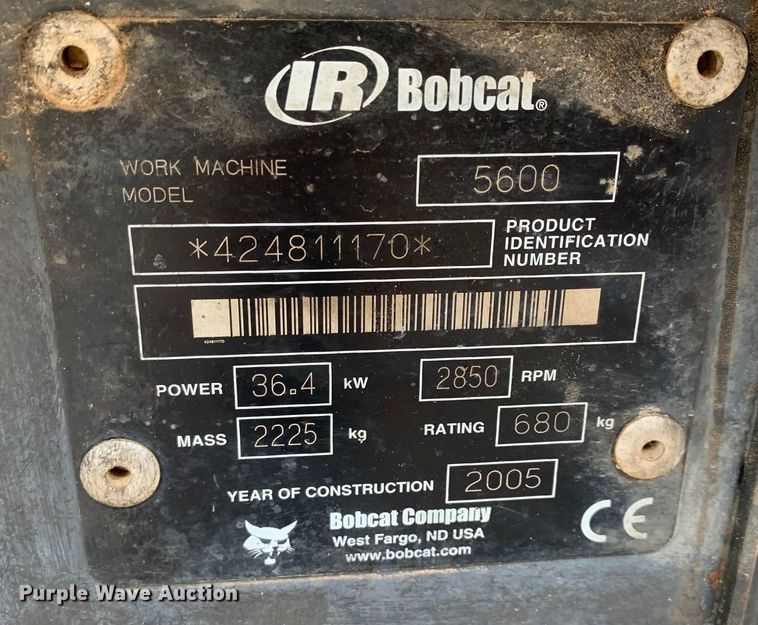 IR Bobcat®
WORK MACHINE
MODEL
5600
*424811170*
PRODUCT
IDENTIFICATION
NUMBER
424811170
POWER 36.4 kW 2850 RPM
MASS 2225 kg RATING 680 kg
YEAR OF CONSTRUCTION 2005
Bobcat Company
West Fargo, ND USA
www.bobcat.com
CE
Purple Wave Auction